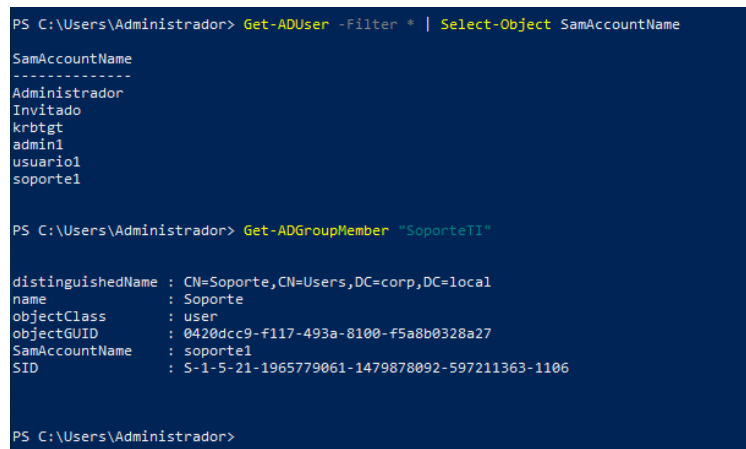 PS C:\Users\Administrador> Get-ADUser -Filter * | Select-Object SamAccountName
SamAccountName
--------------
Administrador
Invitado
krbtgt
admin1
usuario1
soporte1
PS C:\Users\Administrador> Get-ADGroupMember "SoporteTI"
distinguishedName : CN=Soporte,CN=Users,DC=corp,DC=local
name              : Soporte
objectClass       : user
objectGUID        : 0420dcc9-f117-493a-8100-f5a8b0328a27
SamAccountName    : soporte1
SID               : S-1-5-21-1965779061-1479878092-597211363-1106
PS C:\Users\Administrador>